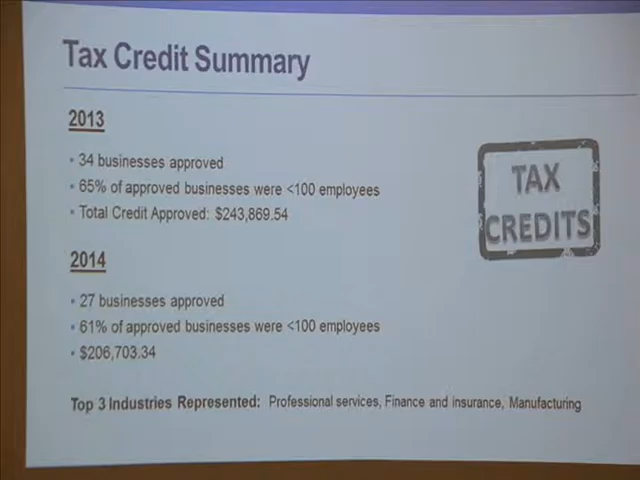 Tax Credit Summary
2013
• 34 businesses approved
• 65% of approved businesses were <100 employees
• Total Credit Approved: $243,869.54
TAX
CREDITS
2014
• 27 businesses approved
• 61% of approved businesses were <100 employees
• $206,703.34
Top 3 Industries Represented: Professional services, Finance and insurance, Manufacturing